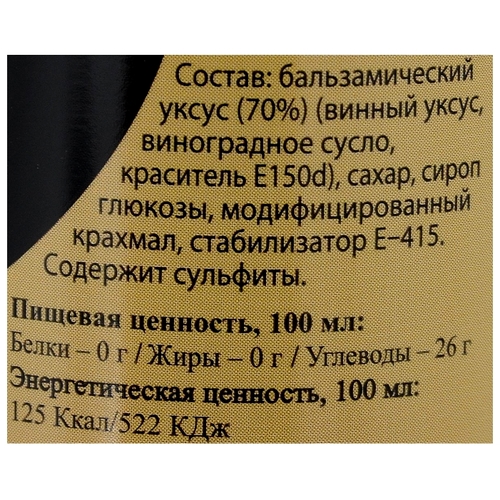 Состав: бальзамический
уксус (70%) (винный уксус,
виноградное сусло,
краситель Е150d), сахар, сироп
глюкозы, модифицированный
крахмал, стабилизатор Е-415.
Содержит сульфиты.
Пищевая ценность, 100 мл:
Белки – 0 г / Жиры – 0 г / Углеводы – 26 г
Энергетическая ценность, 100 мл:
125 Ккал/522 КДж